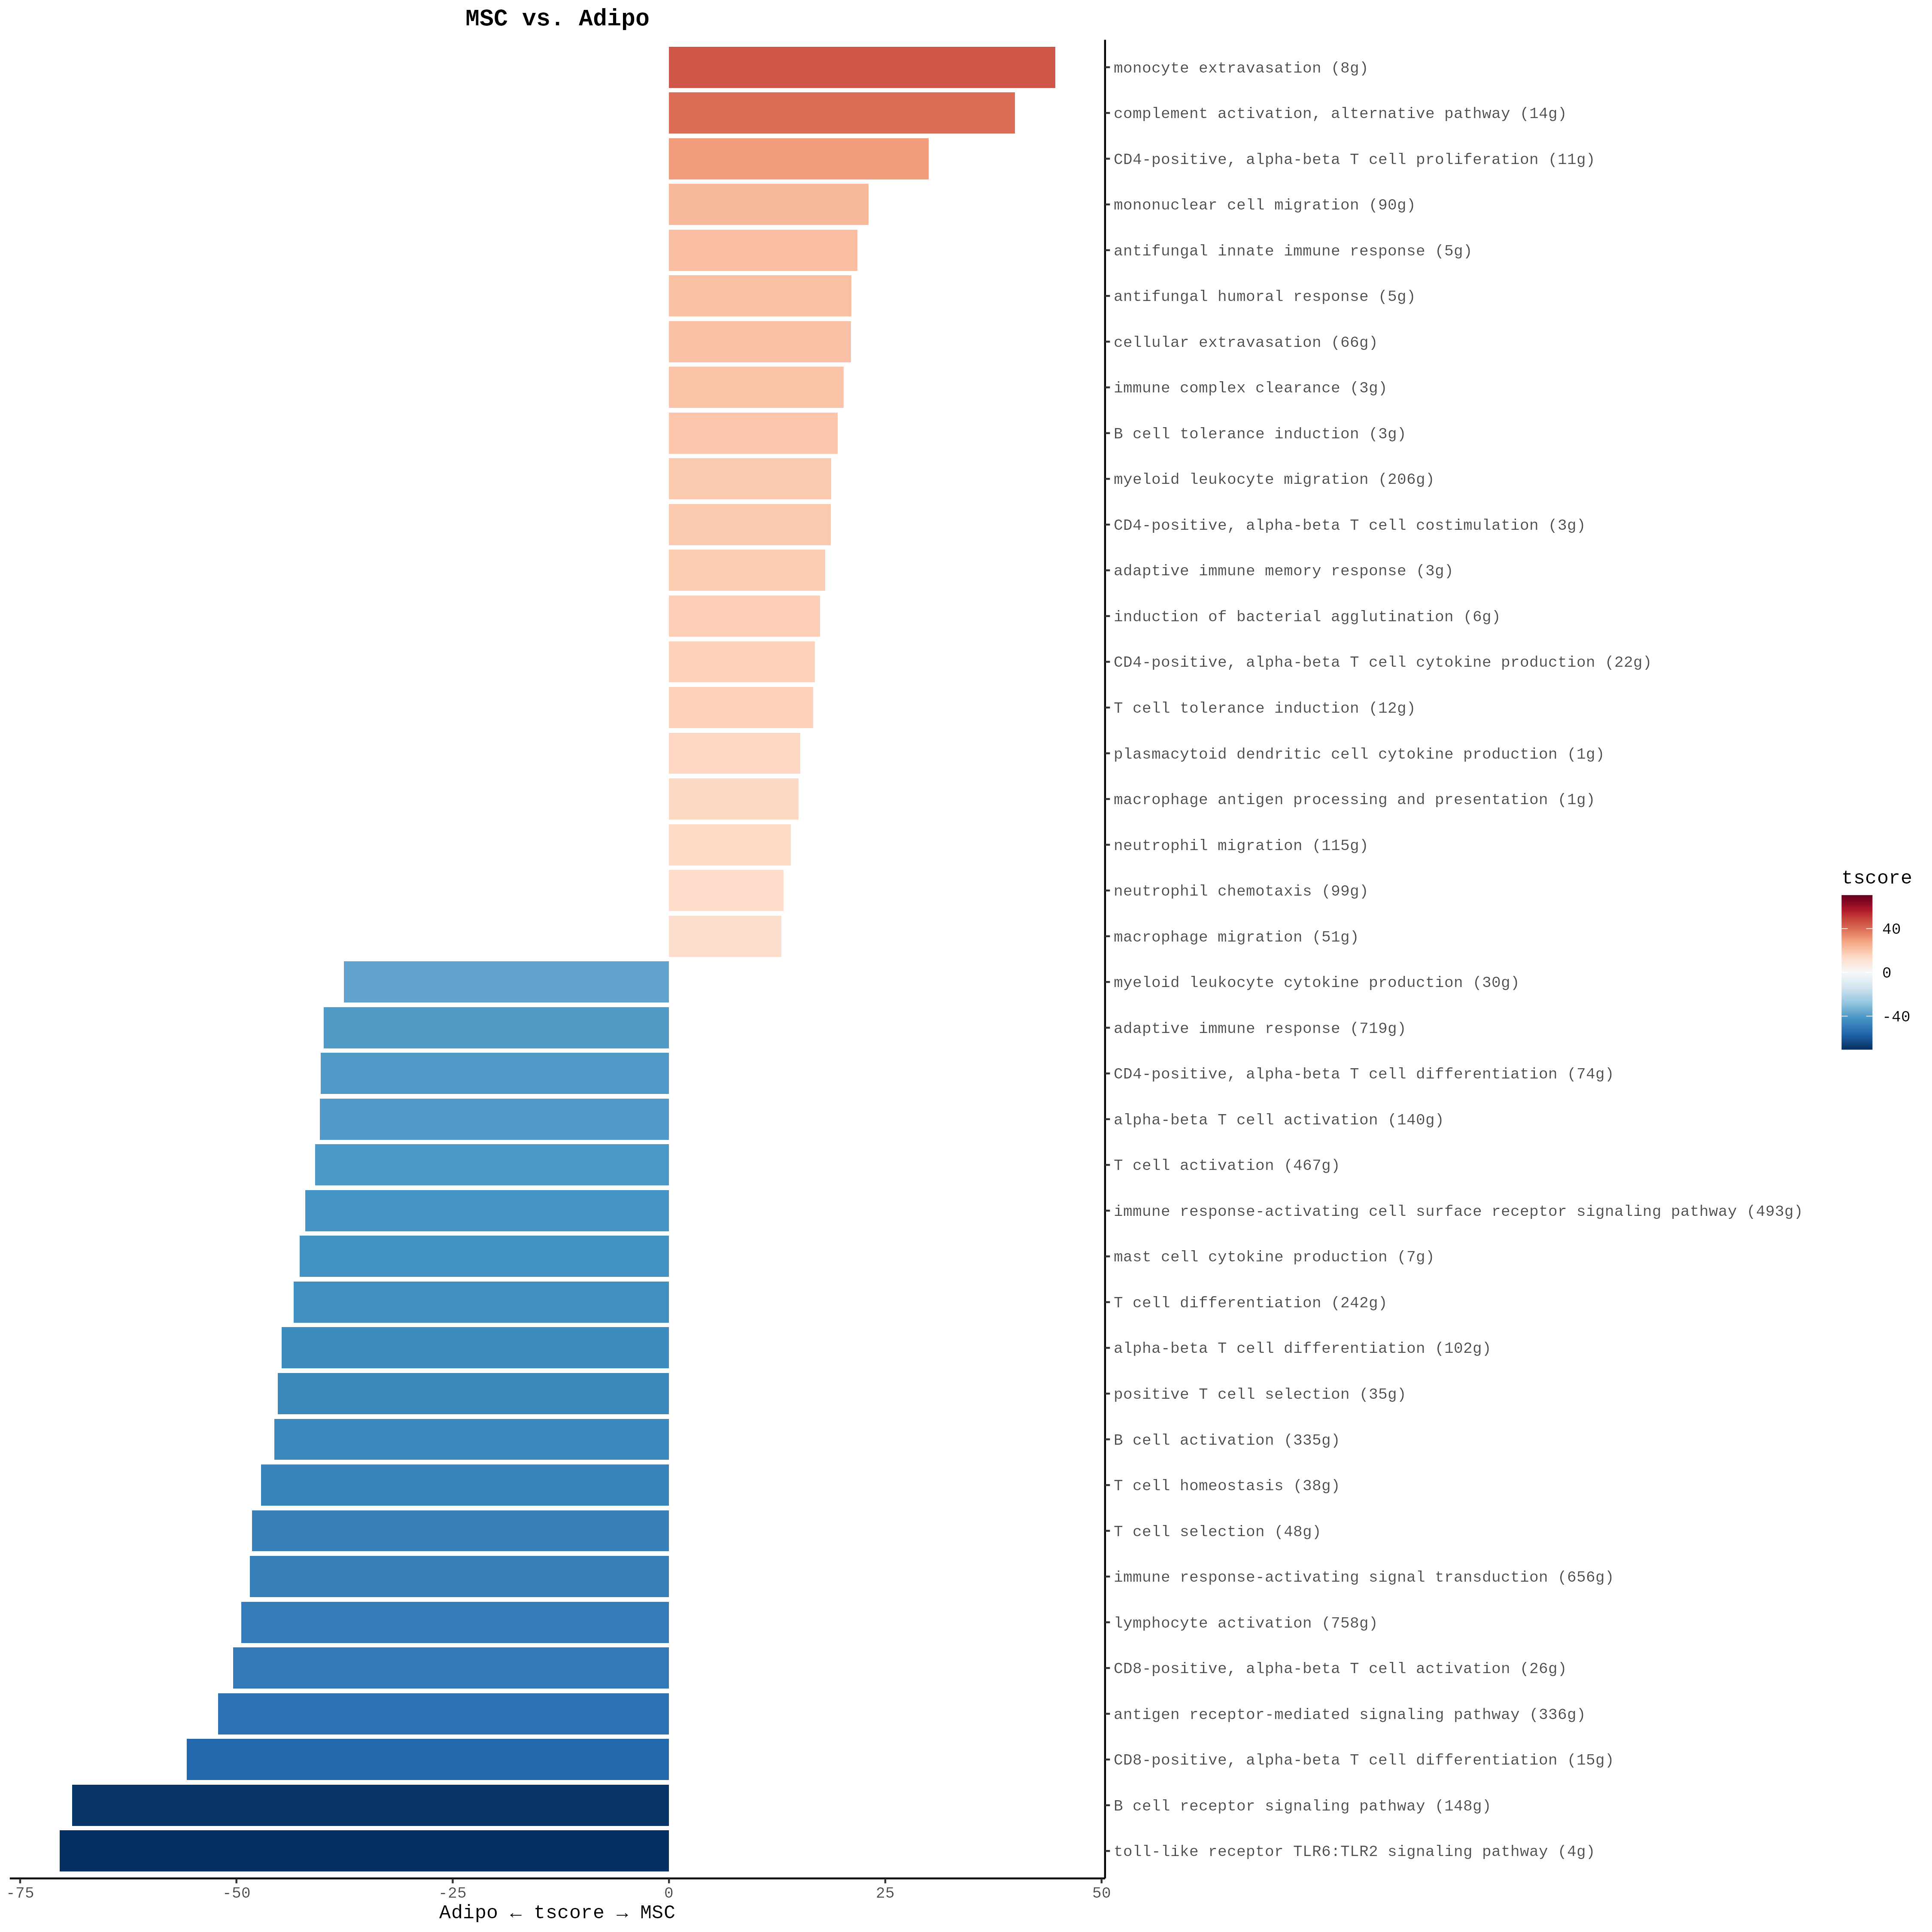 MSC vs. Adipo
monocyte extravasation (8g)
complement activation, alternative pathway (14g)
CD4-positive, alpha-beta T cell proliferation (11g)
mononuclear cell migration (90g)
antifungal innate immune response (5g)
antifungal humoral response (5g)
cellular extravasation (66g)
immune complex clearance (3g)
B cell tolerance induction (3g)
myeloid leukocyte migration (206g)
CD4-positive, alpha-beta T cell costimulation (3g)
adaptive immune memory response (3g)
induction of bacterial agglutination (6g)
CD4-positive, alpha-beta T cell cytokine production (22g)
T cell tolerance induction (12g)
plasmacytoid dendritic cell cytokine production (1g)
macrophage antigen processing and presentation (1g)
neutrophil migration (115g)
neutrophil chemotaxis (99g)
macrophage migration (51g)
myeloid leukocyte cytokine production (30g)
adaptive immune response (719g)
CD4-positive, alpha-beta T cell differentiation (74g)
alpha-beta T cell activation (140g)
T cell activation (467g)
immune response-activating cell surface receptor signaling pathway (493g)
mast cell cytokine production (7g)
T cell differentiation (242g)
alpha-beta T cell differentiation (102g)
positive T cell selection (35g)
B cell activation (335g)
T cell homeostasis (38g)
T cell selection (48g)
immune response-activating signal transduction (656g)
lymphocyte activation (758g)
CD8-positive, alpha-beta T cell activation (26g)
antigen receptor-mediated signaling pathway (336g)
CD8-positive, alpha-beta T cell differentiation (15g)
B cell receptor signaling pathway (148g)
toll-like receptor TLR6:TLR2 signaling pathway (4g)
-75 -50 -25 0 25 50
Adipo ← tscore → MSC
tscore
40
0
-40